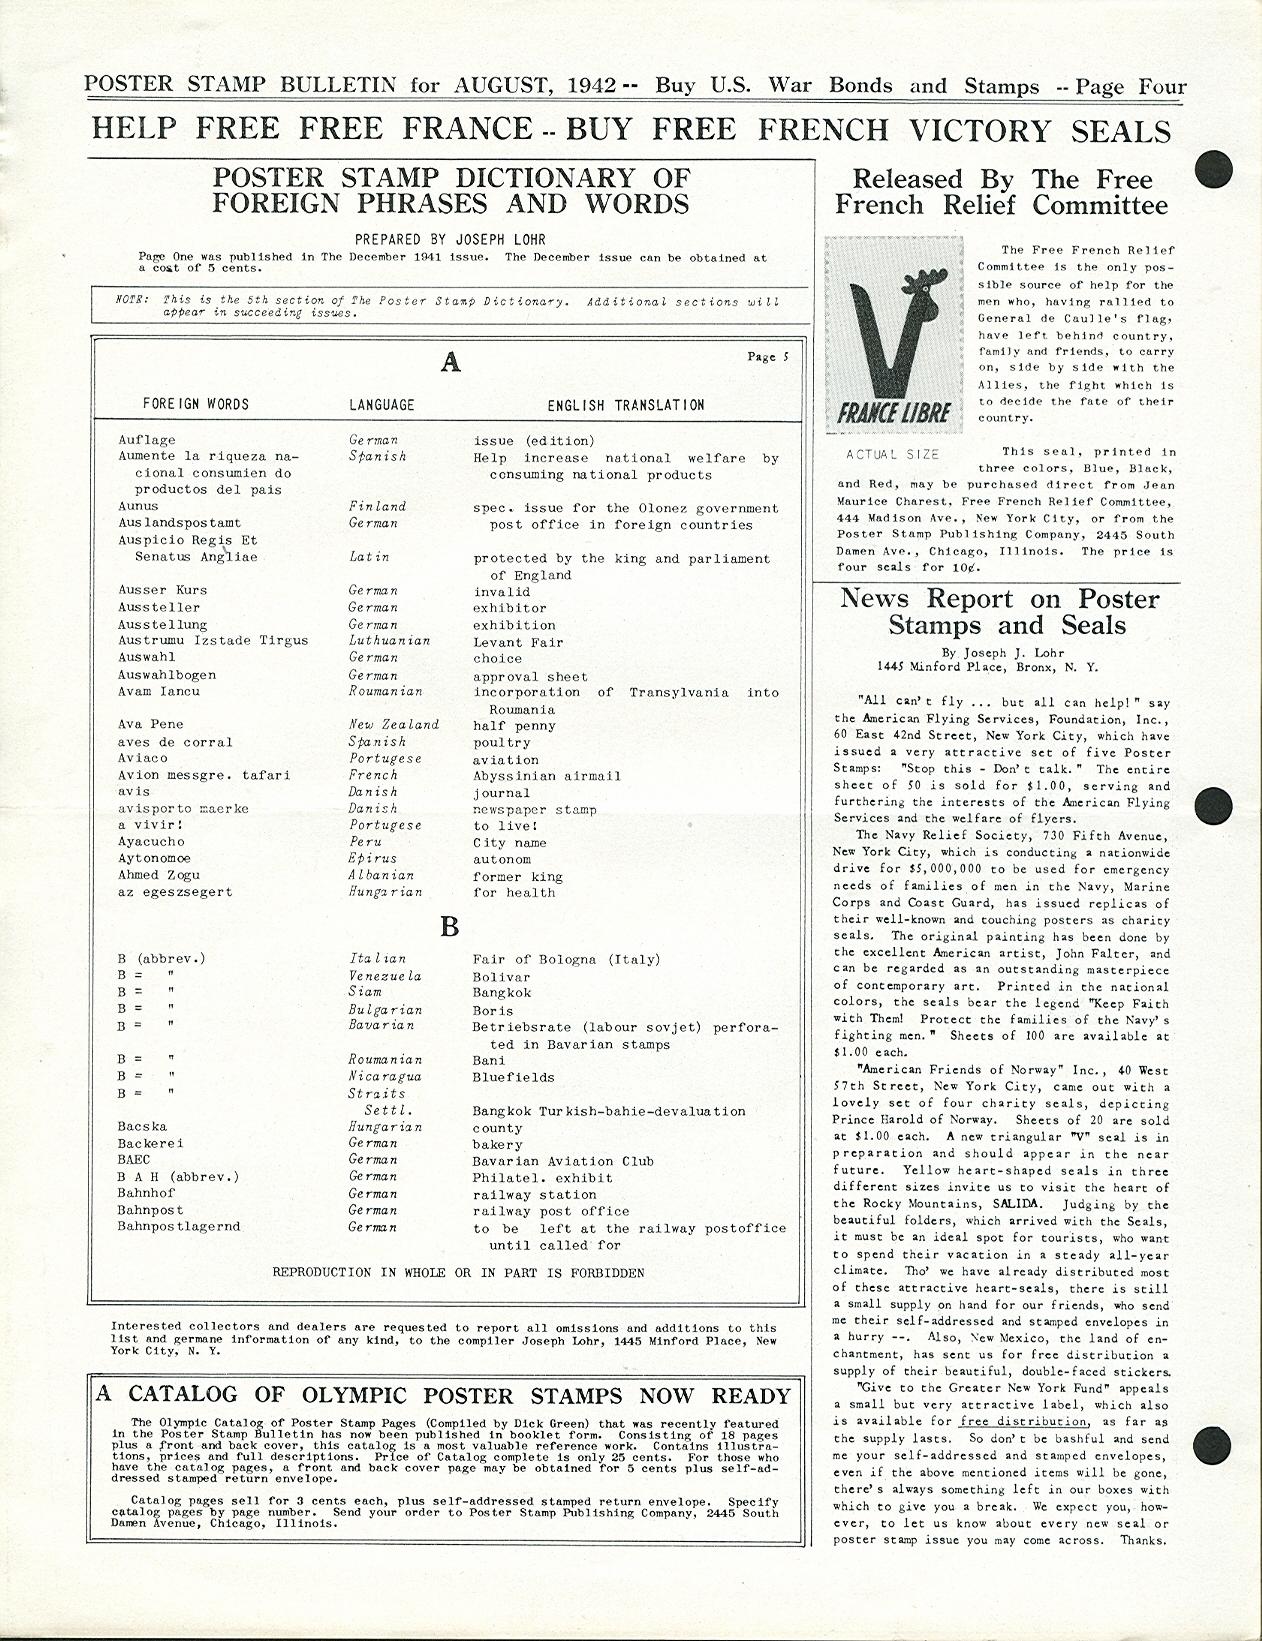 POSTER STAMP BULLETIN for AUGUST, 1942 -- Buy U.S. War Bonds and Stamps -- Page Four
HELP FREE FREE FRANCE -- BUY FREE FRENCH VICTORY SEALS
POSTER STAMP DICTIONARY OF
FOREIGN PHRASES AND WORDS
PREPARED BY JOSEPH LOHR
Page One was published in The December 1941 issue. The December issue can be obtained at
a cost of 5 cents.
NOTE: This is the 5th section of The Poster Stamp Dictionary. Additional sections will
appear in succeeding issues.
A
Page 5
FOREIGN WORDS LANGUAGE ENGLISH TRANSLATION
Auflage German issue (edition)
Aumente la riqueza na- Spanish Help increase national welfare by
cional consumien do consuming national products
productos del pais
Aunus Finland spec. issue for the Olonez government
Auslandspostamt German post office in foreign countries
Auspicio Regis Et
Senatus Angliae Latin protected by the king and parliament
of England
Ausser Kurs German invalid
Aussteller German exhibitor
Ausstellung German exhibition
Austrumu Izstade Tirgus Luthuanian Levant Fair
Auswahl German choice
Auswahlbogen German approval sheet
Avam Iancu Roumanian incorporation of Transylvania into
Roumania
Ava Pene New Zealand half penny
aves de corral Spanish poultry
Aviaco Portugese aviation
Avion messgre. tafari French Abyssinian airmail
avis Danish journal
avisporto maerke Danish newspaper stamp
a vivir! Portugese to live!
Ayacucho Peru City name
Aytonomoe Epirus autonom
Ahmed Zogu Albanian former king
az egeszsegert Hungarian for health
B
B (abbrev.) Italian Fair of Bologna (Italy)
B = " Venezuela Bolivar
B = " Siam Bangkok
B = " Bulgarian Boris
B = " Bavarian Betriebsrate (labour sovjet) perfora-
ted in Bavarian stamps
B = " Roumanian Bani
B = " Nicaragua Bluefields
B = " Straits
Settl. Bangkok Turkish-bahie-devaluation
Bacska Hungarian county
Backerei German bakery
BAEC German Bavarian Aviation Club
B A H (abbrev.) German Philatel. exhibit
Bahnhof German railway station
Bahnpost German railway post office
Bahnpostlagernd German to be left at the railway postoffice
until called for
REPRODUCTION IN WHOLE OR IN PART IS FORBIDDEN
Interested collectors and dealers are requested to report all omissions and additions to this
list and germane information of any kind, to the compiler Joseph Lohr, 1445 Minford Place, New
York City, N. Y.
A CATALOG OF OLYMPIC POSTER STAMPS NOW READY
The Olympic Catalog of Poster Stamp Pages (Compiled by Dick Green) that was recently featured
in the Poster Stamp Bulletin has now been published in booklet form. Consisting of 18 pages
plus a front and back cover, this catalog is a most valuable reference work. Contains illustra-
tions, prices and full descriptions. Price of Catalog complete is only 25 cents. For those who
have the catalog pages, a front and back cover page may be obtained for 5 cents plus self-ad-
dressed stamped return envelope.
Catalog pages sell for 3 cents each, plus self-addressed stamped return envelope. Specify
catalog pages by page number. Send your order to Poster Stamp Publishing Company, 2445 South
Damen Avenue, Chicago, Illinois.
Released By The Free
French Relief Committee
FRANCE LIBRE
ACTUAL SIZE
The Free French Relief
Committee is the only pos-
sible source of help for the
men who, having rallied to
General de Caulle's flag,
have left behind country,
family and friends, to carry
on, side by side with the
Allies, the fight which is
to decide the fate of their
country.
This seal, printed in
three colors, Blue, Black,
and Red, may be purchased direct from Jean
Maurice Charest, Free French Relief Committee,
444 Madison Ave., New York City, or from the
Poster Stamp Publishing Company, 2445 South
Damen Ave., Chicago, Illinois. The price is
four seals for 10¢.
News Report on Poster
Stamps and Seals
By Joseph J. Lohr
1445 Minford Place, Bronx, N. Y.
"All can't fly ... but all can help!" say
the American Flying Services, Foundation, Inc.,
60 East 42nd Street, New York City, which have
issued a very attractive set of five Poster
Stamps: "Stop this - Don't talk." The entire
sheet of 50 is sold for $1.00, serving and
furthering the interests of the American Flying
Services and the welfare of flyers.
The Navy Relief Society, 730 Fifth Avenue,
New York City, which is conducting a nationwide
drive for $5,000,000 to be used for emergency
needs of families of men in the Navy, Marine
Corps and Coast Guard, has issued replicas of
their well-known and touching posters as charity
seals. The original painting has been done by
the excellent American artist, John Falter, and
can be regarded as an outstanding masterpiece
of contemporary art. Printed in the national
colors, the seals bear the legend "Keep Faith
with Them! Protect the families of the Navy's
fighting men." Sheets of 100 are available at
$1.00 each.
"American Friends of Norway" Inc., 40 West
57th Street, New York City, came out with a
lovely set of four charity seals, depicting
Prince Harold of Norway. Sheets of 20 are sold
at $1.00 each. A new triangular "V" seal is in
preparation and should appear in the near
future. Yellow heart-shaped seals in three
different sizes invite us to visit the heart of
the Rocky Mountains, SALIDA. Judging by the
beautiful folders, which arrived with the Seals,
it must be an ideal spot for tourists, who want
to spend their vacation in a steady all-year
climate. Tho' we have already distributed most
of these attractive heart-seals, there is still
a small supply on hand for our friends, who send
me their self-addressed and stamped envelopes in
a hurry --. Also, New Mexico, the land of en-
chantment, has sent us for free distribution a
supply of their beautiful, double-faced stickers.
"Give to the Greater New York Fund" appeals
a small but very attractive label, which also
is available for free distribution, as far as
the supply lasts. So don't be bashful and send
me your self-addressed and stamped envelopes,
even if the above mentioned items will be gone,
there's always something left in our boxes with
which to give you a break. We expect you, how-
ever, to let us know about every new seal or
poster stamp issue you may come across. Thanks.